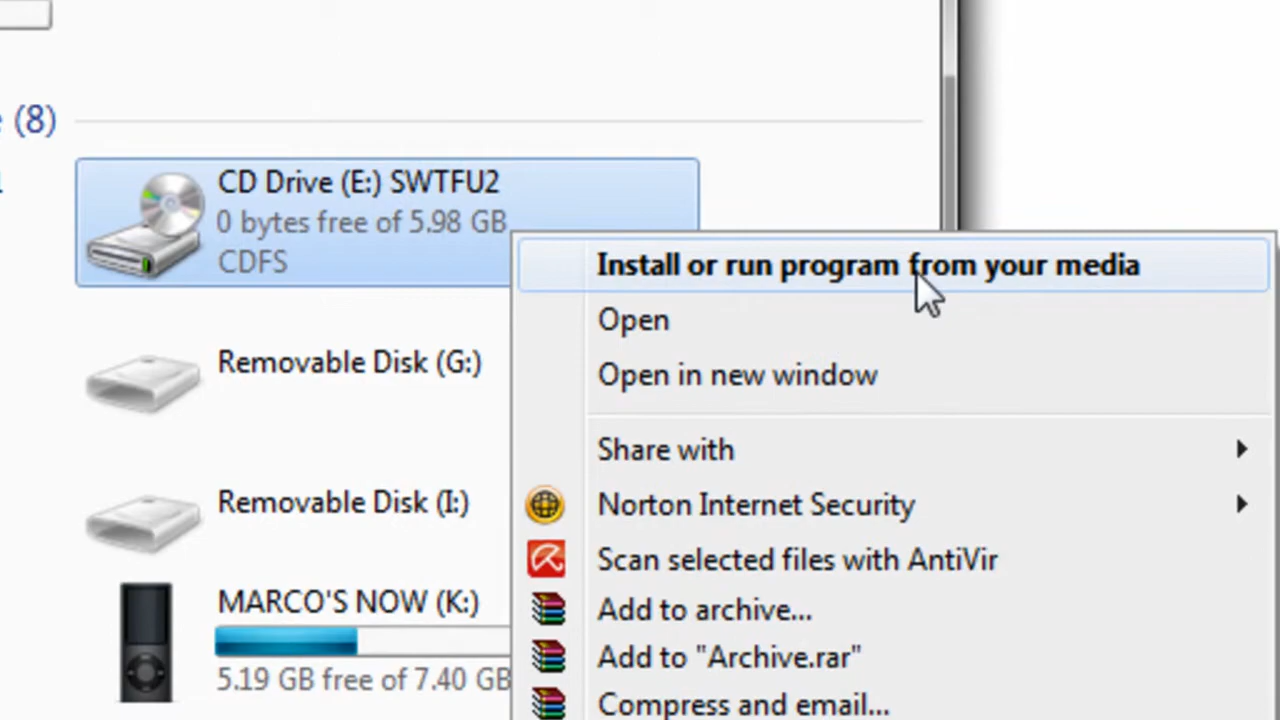 (8)
CD Drive (E:) SWTFU2
0 bytes free of 5.98 GB
CDFS
Install or run program from your media
Open
Open in new window
Removable Disk (G:)
Share with
Removable Disk (I:)
Norton Internet Security
Scan selected files with AntiVir
MARCO'S NOW (K:)
5.19 GB free of 7.40 GB
Add to archive...
Add to "Archive.rar"
Compress and email...